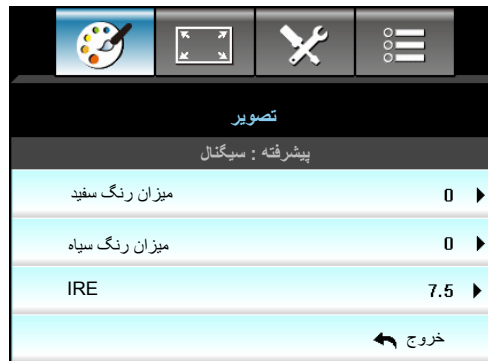 تصویر
پیشرفته : سیگنال
میزان رنگ سفید 0
میزان رنگ سیاه 0
IRE 7.5
خروج